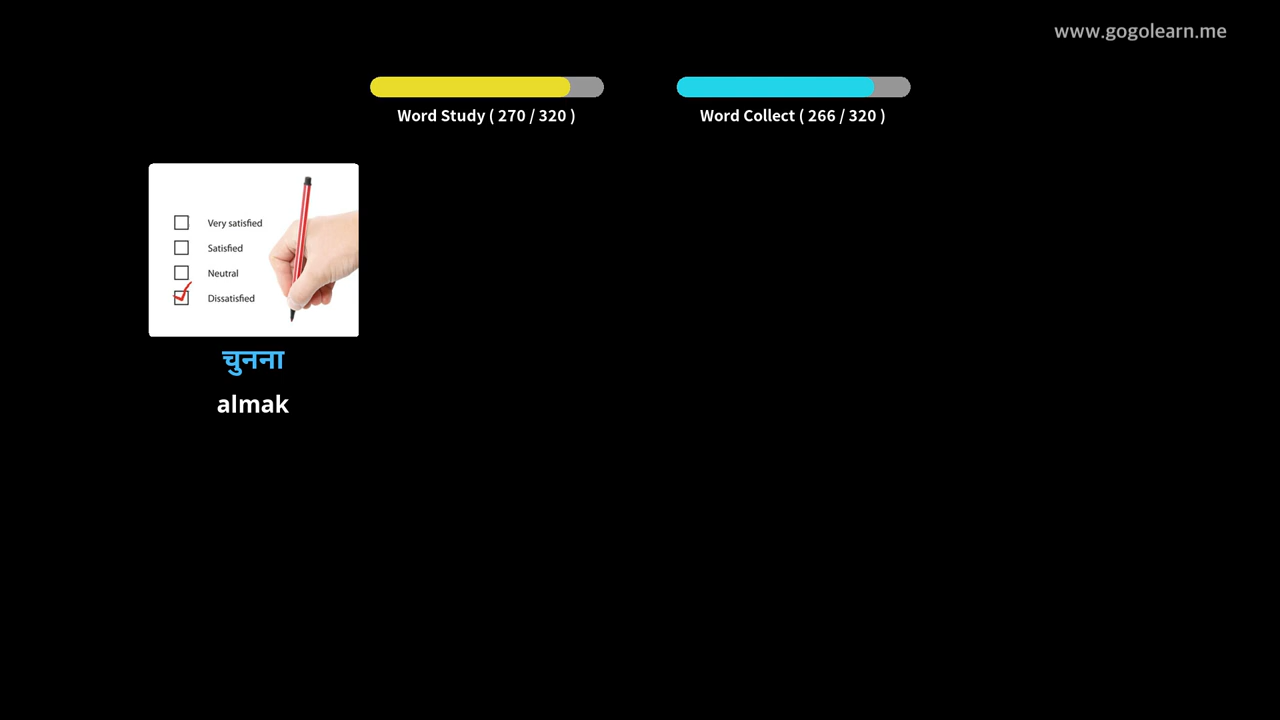 www.gogolearn.me
Word Study ( 270 / 320 )
Word Collect ( 266 / 320 )
Very satisfied
Satisfied
Neutral
Dissatisfied
चुनना
almak